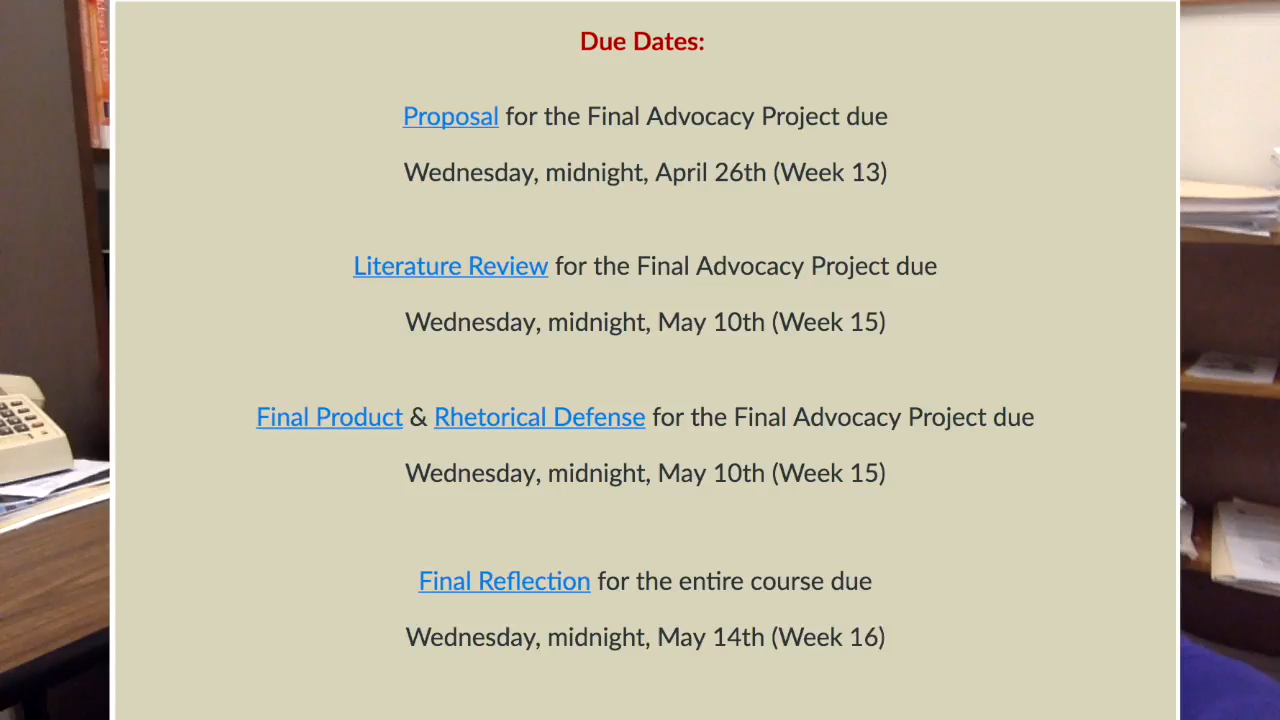 Due Dates:
Proposal for the Final Advocacy Project due
Wednesday, midnight, April 26th (Week 13)
Literature Review for the Final Advocacy Project due
Wednesday, midnight, May 10th (Week 15)
Final Product & Rhetorical Defense for the Final Advocacy Project due
Wednesday, midnight, May 10th (Week 15)
Final Reflection for the entire course due
Wednesday, midnight, May 14th (Week 16)